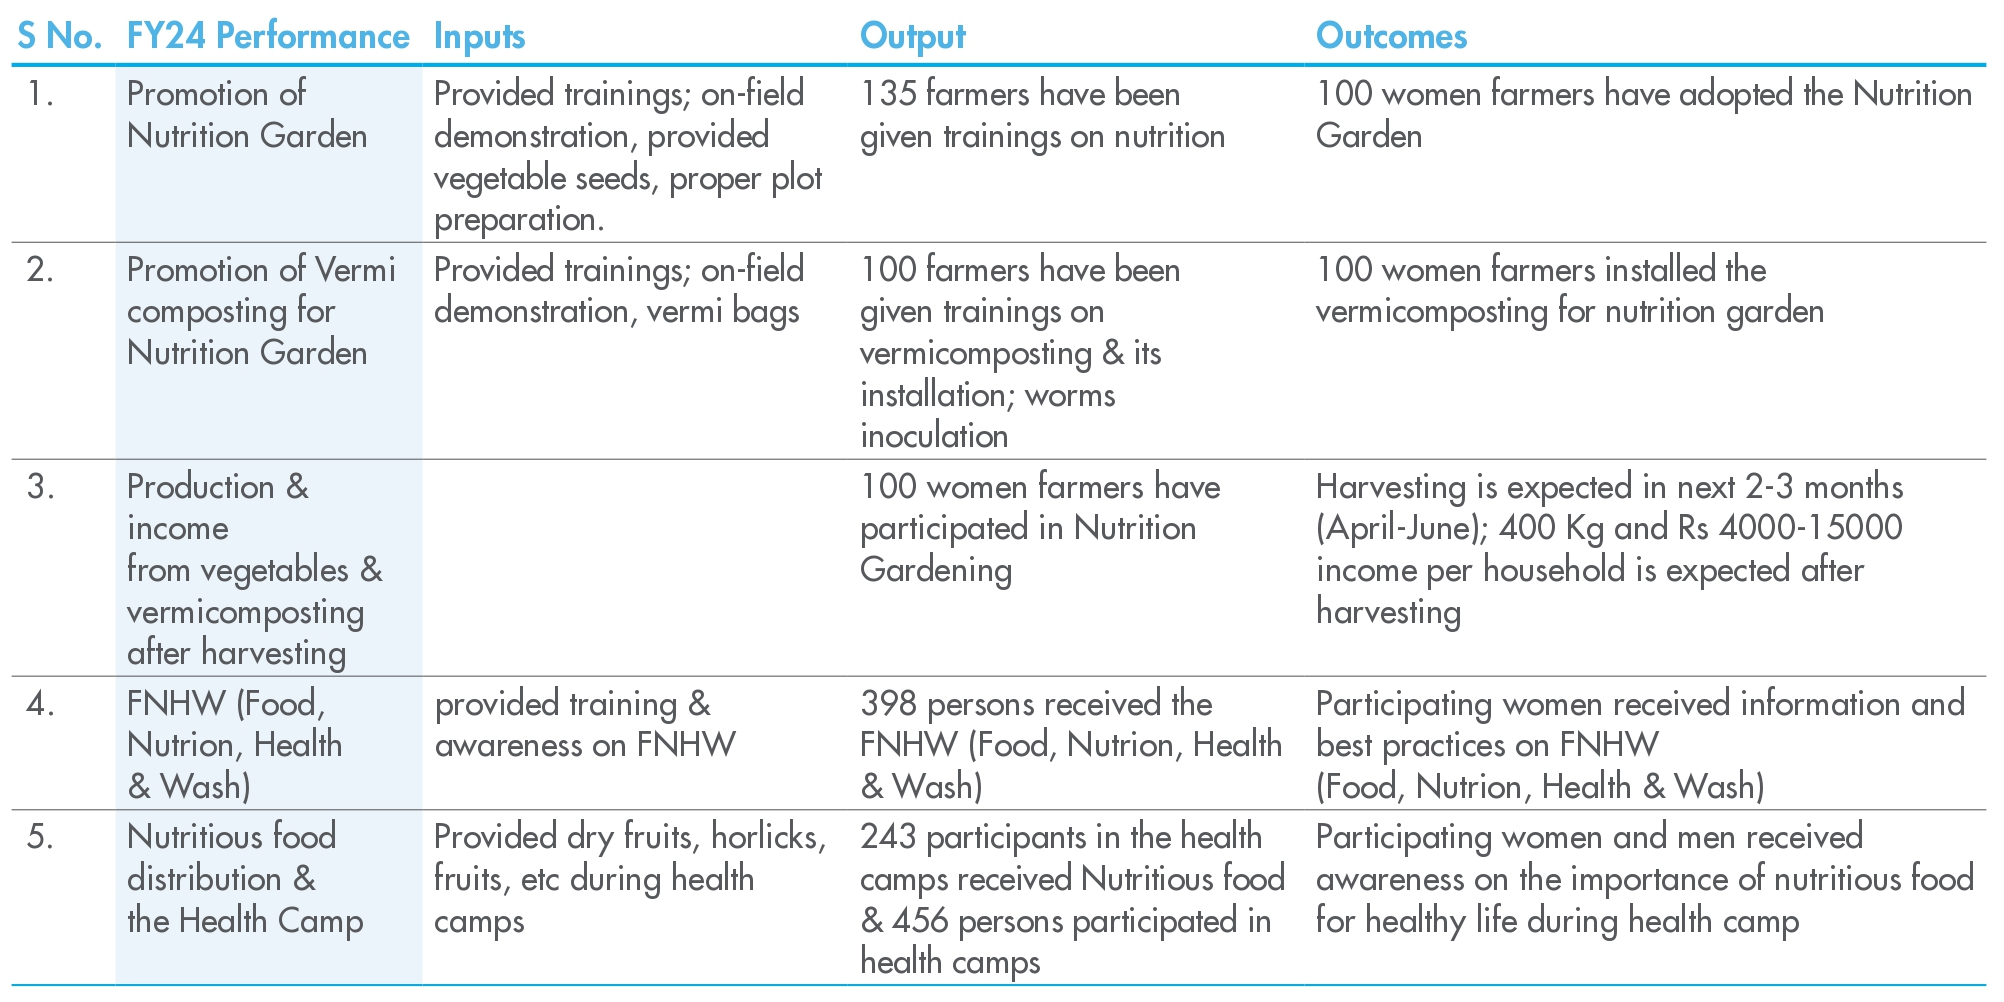 S No. FY24 Performance Inputs Output Outcomes
1.
Promotion of
Nutrition Garden
Provided trainings; on-field
demonstration, provided
vegetable seeds, proper plot
preparation.
135 farmers have been
given trainings on nutrition
100 women farmers have adopted the Nutrition
Garden
2.
Promotion of Vermi
composting for
Nutrition Garden
Provided trainings; on-field
demonstration, vermi bags
100 farmers have been
given trainings on
vermicomposting & its
installation; worms
inoculation
100 women farmers installed the
vermicomposting for nutrition garden
3.
Production &
income
from vegetables &
vermicomposting
after harvesting
100 women farmers have
participated in Nutrition
Gardening
Harvesting is expected in next 2-3 months
(April-June); 400 Kg and Rs 4000-15000
income per household is expected after
harvesting
4.
FNHW (Food,
Nutrion, Health
& Wash)
provided training &
awareness on FNHW
398 persons received the
FNHW (Food, Nutrion, Health
& Wash)
Participating women received information and
best practices on FNHW
(Food, Nutrion, Health & Wash)
5.
Nutritious food
distribution &
the Health Camp
Provided dry fruits, horlicks,
fruits, etc during health
camps
243 participants in the health
camps received Nutritious food
& 456 persons participated in
health camps
Participating women and men received
awareness on the importance of nutritious food
for healthy life during health camp